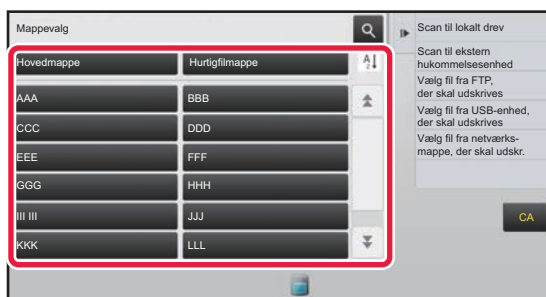 Mappevalg
Hovedmappe
Hurtigfilmappe
AAA
BBB
CCC
DDD
EEE
FFF
GGG
HHH
III III
JJJ
KKK
LLL
A
Z
Scan til lokalt drev
Scan til ekstern
hukommelsesenhed
Vælg fil fra FTP,
der skal udskrives
Vælg fil fra USB-enhed,
der skal udskrives
Vælg fil fra netværks-
mappe, der skal udskr.
CA